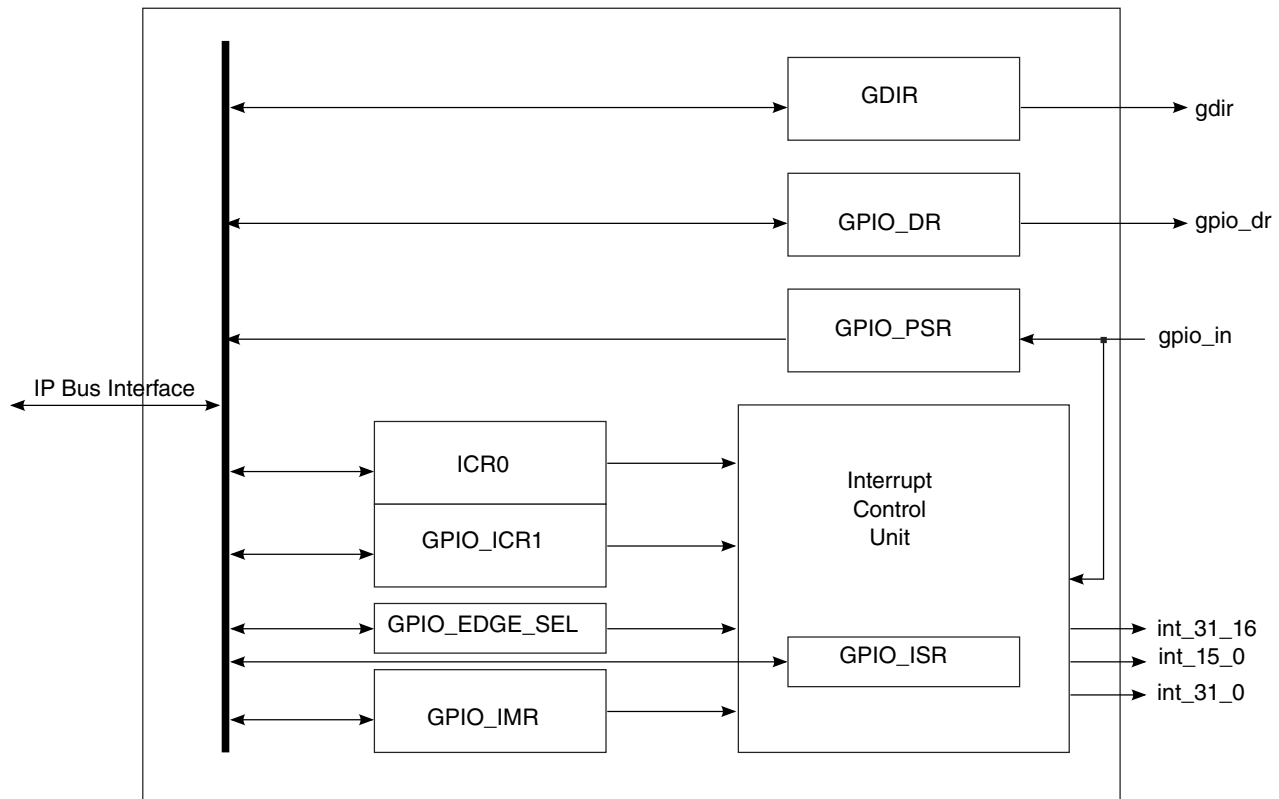 GDIR
gdir
GPIO_DR
gpio_dr
GPIO_PSR
gpio_in
IP Bus Interface
ICR0
Interrupt
Control
Unit
GPIO_ICR1
GPIO_EDGE_SEL
int_31_16
GPIO_ISR
int_15_0
int_31_0
GPIO_IMR